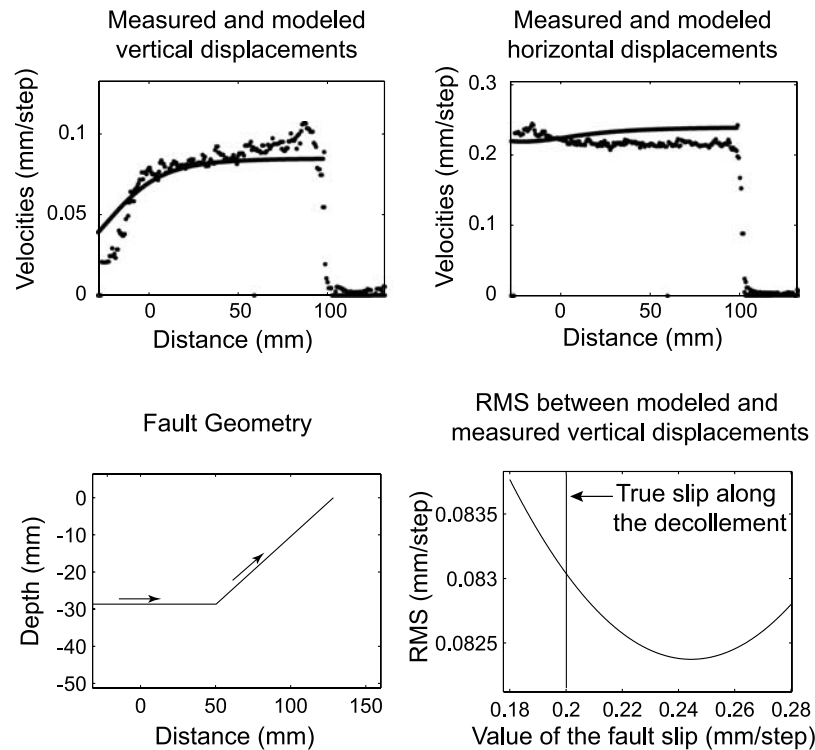 Measured and modeled
vertical displacements
Velocities (mm/step)
0.1
0.05
0
0
50
100
Distance (mm)
Measured and modeled
horizontal displacements
Velocities (mm/step)
0.3
0.2
0.1
0
0
50
100
Distance (mm)
Fault Geometry
Depth (mm)
0
-10
-20
-30
-40
-50
0
50
100
150
Distance (mm)
RMS between modeled and
measured vertical displacements
RMS (mm/step)
0.0835
0.083
0.0825
True slip along
the decollement
0.18
0.2
0.22
0.24
0.26
0.28
Value of the fault slip (mm/step)